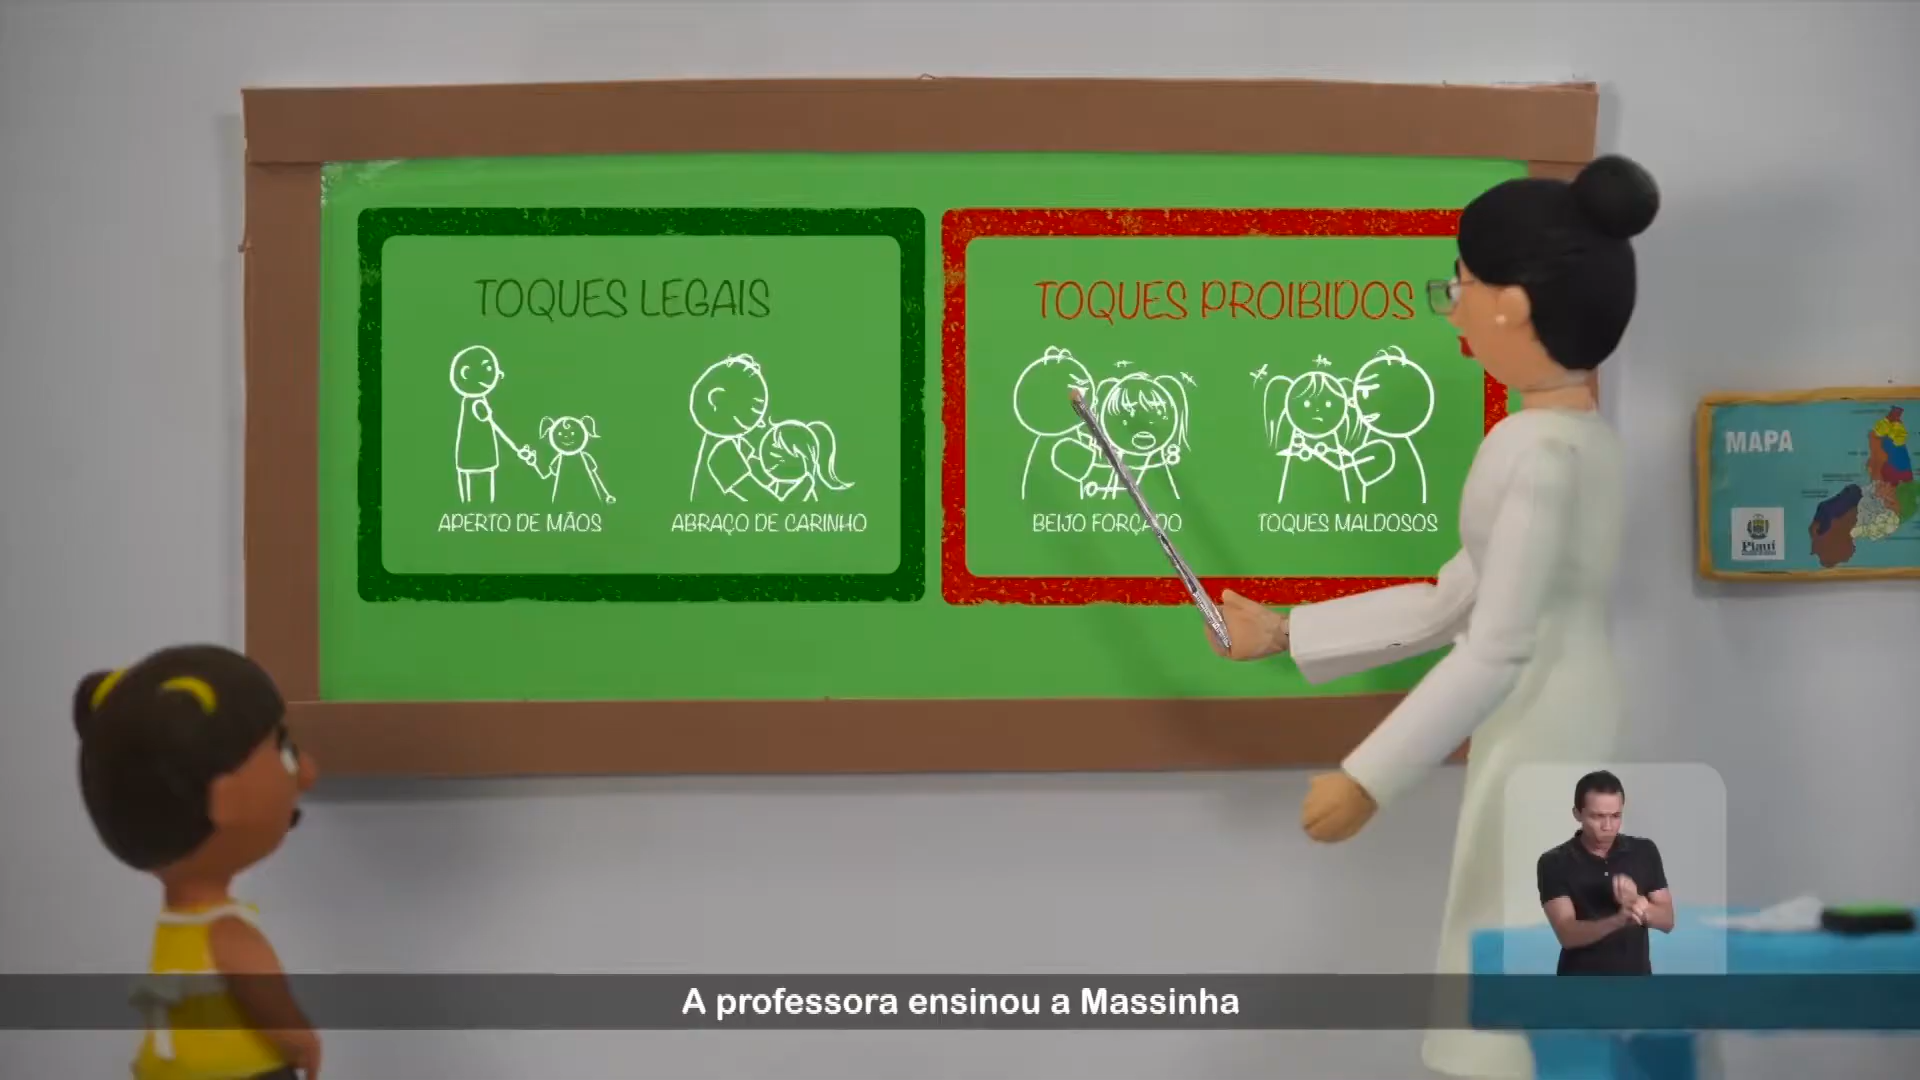 TOQUES LEGAIS
APERTO DE MÃOS
ABRAÇO DE CARINHO
TOQUES PROIBIDOS
BEIJO FORÇADO
TOQUES MALDOSOS
MAPA
Piauí
A professora ensinou a Massinha